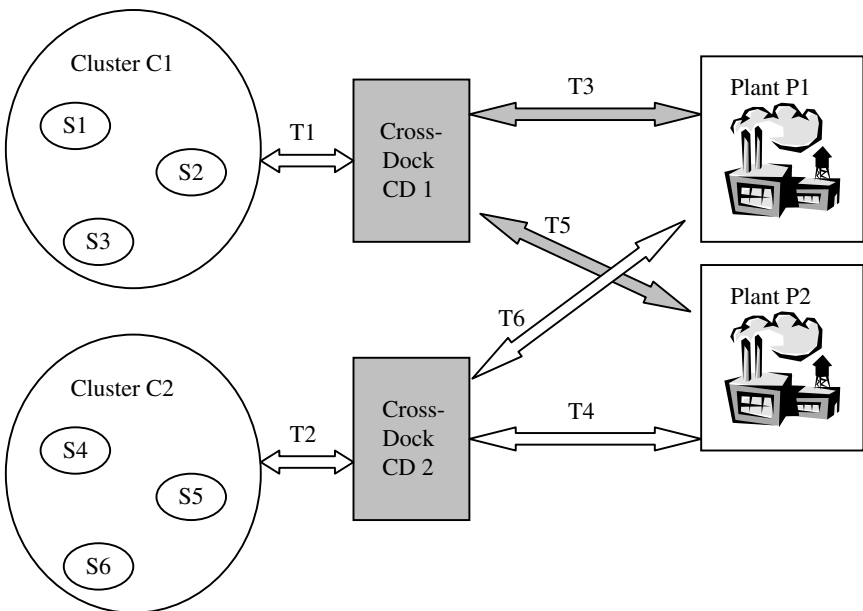 Cluster C1
S1
S2
S3
T1
Cross-
Dock
CD 1
T3
T5
T6
Plant P1
Plant P2
Cluster C2
S4
S5
S6
T2
Cross-
Dock
CD 2
T4